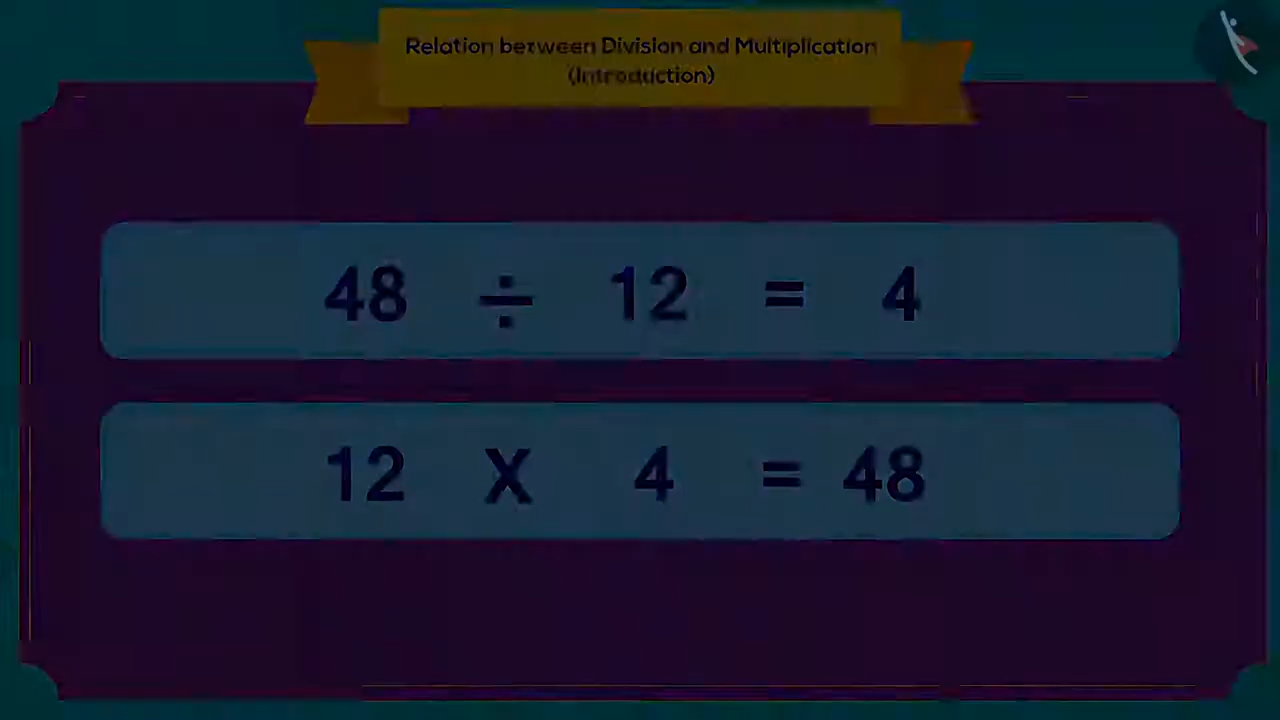 Relation between Division and Multiplication
(Introduction)
48 ÷ 12 = 4
12 X 4 = 48